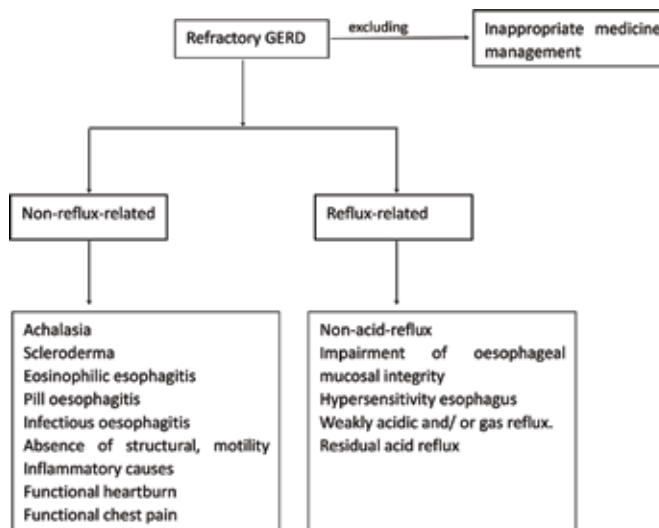 Refractory GERD
excluding
Inappropriate medicine
management
Non-reflux-related
Reflux-related
Achalasia
Scleroderma
Eosinophilic esophagitis
Pill oesophagitis
Infectious oesophagitis
Absence of structural, motility
Inflammatory causes
Functional heartburn
Functional chest pain
Non-acid-reflux
Impairment of oesophageal
mucosal integrity
Hypersensitivity esophagus
Weakly acidic and/ or gas reflux.
Residual acid reflux